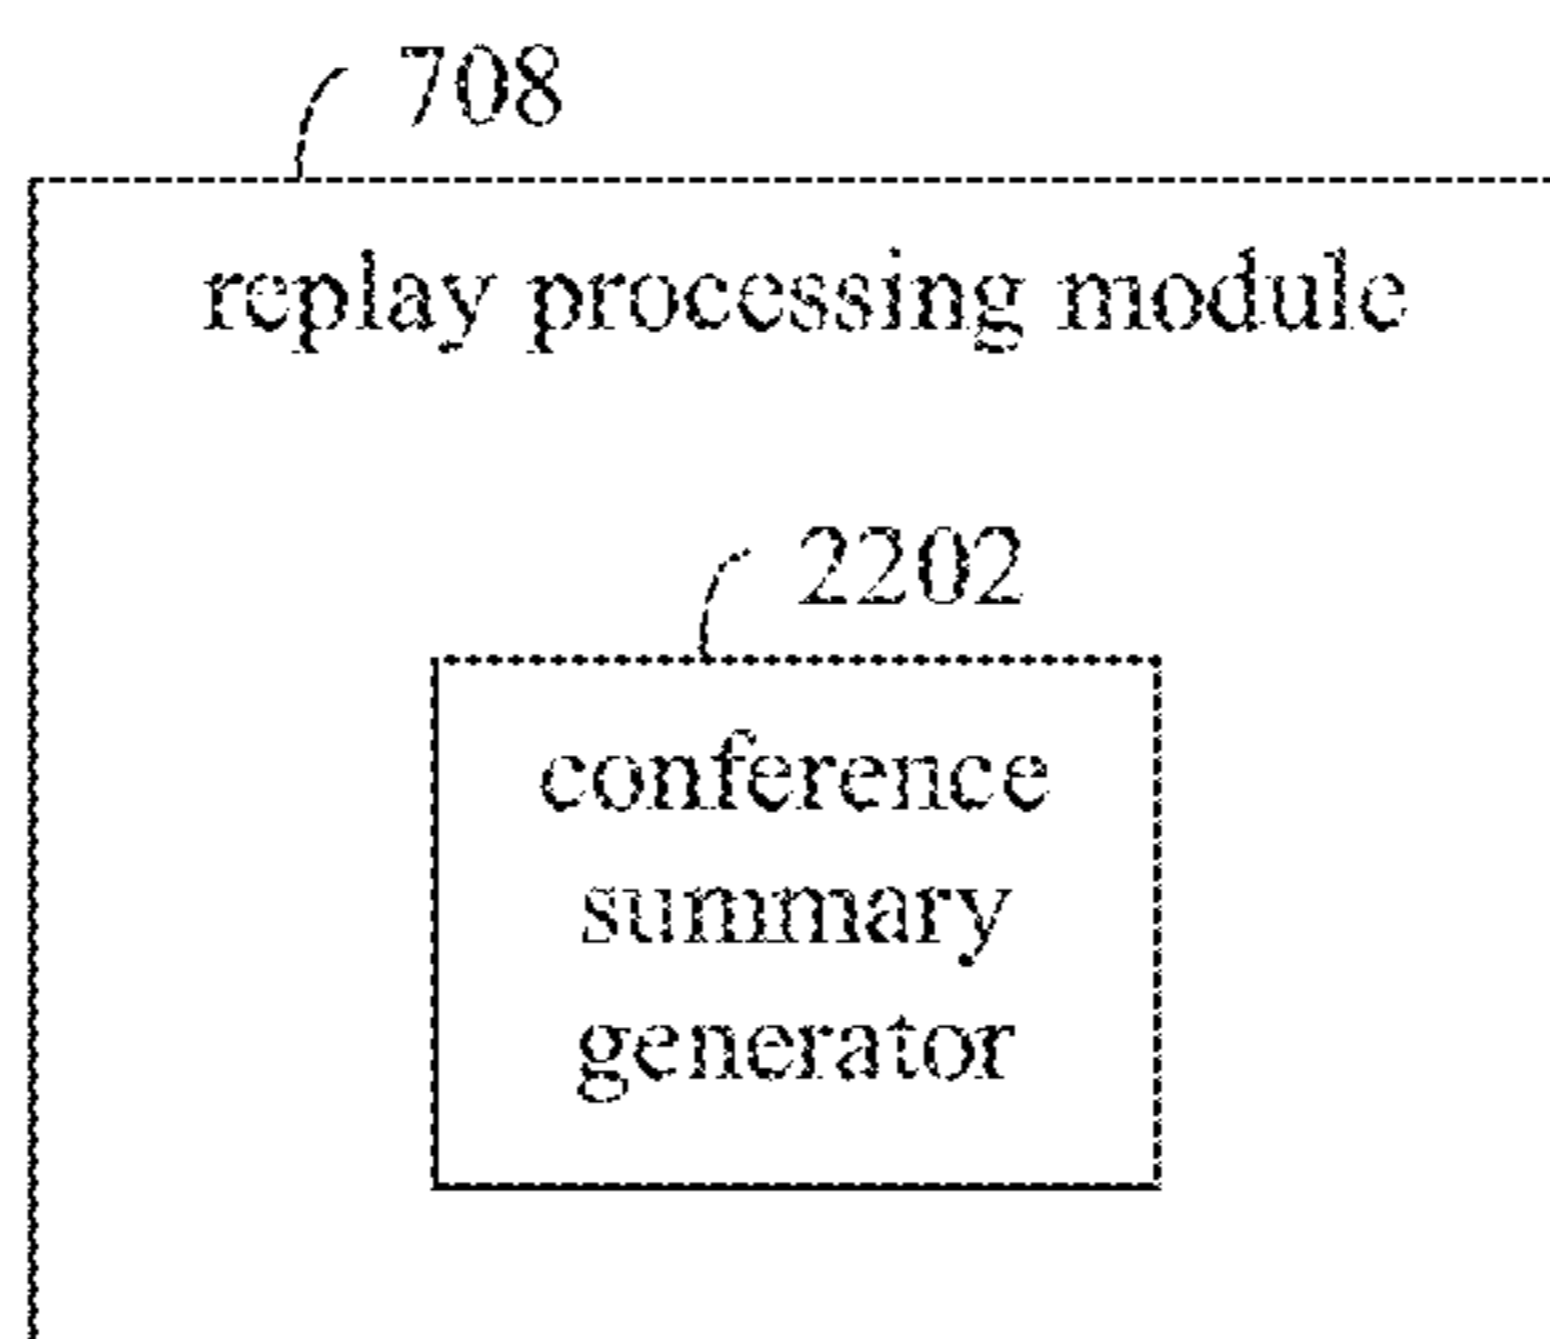 708
replay processing module
2202
conference
summary
generator